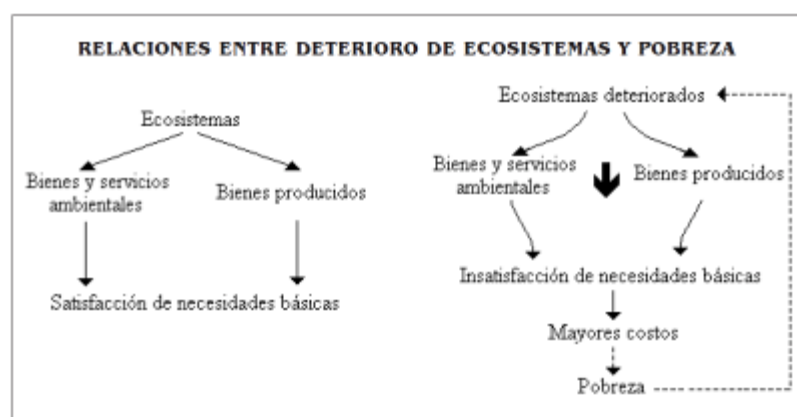 RELACIONES ENTRE DETERIORO DE ECOSISTEMAS Y POBREZA
Ecosistemas
Bienes y servicios
ambientales
Bienes producidos
Satisfacción de necesidades básicas
Ecosistemas deteriorados
Bienes y servicios
ambientales
Bienes producidos
Insatisfacción de necesidades básicas
Mayores costos
Pobreza